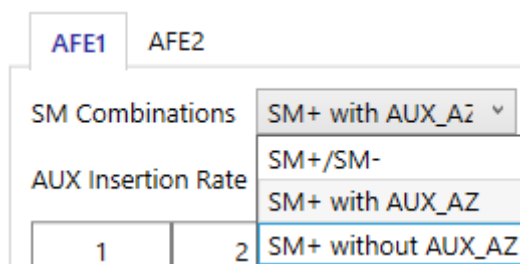 AFE1 AFE2
SM Combinations SM+ with AUX_AZ
SM+/SM-
AUX Insertion Rate
SM+ with AUX_AZ
1 2 SM+ without AUX_AZ